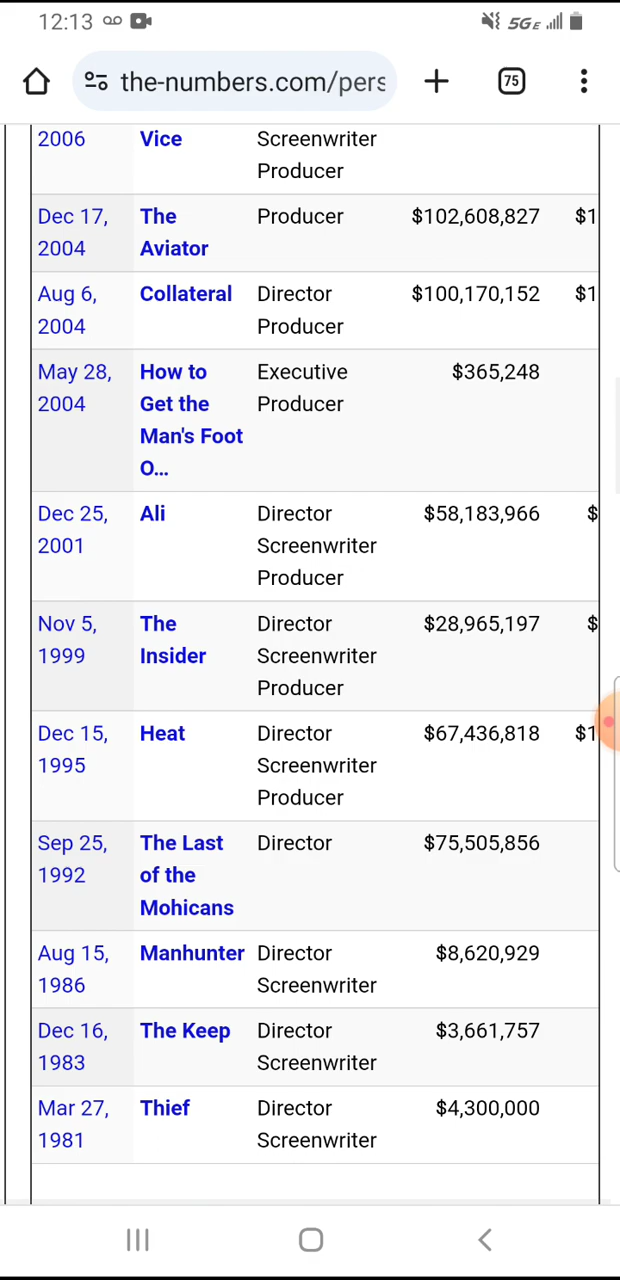 12:13 5GE
the-numbers.com/pers 75
2006 Vice Screenwriter
Producer
Dec 17, The Producer $102,608,827 $1
2004 Aviator
Aug 6, Collateral Director $100,170,152 $1
2004 Producer
May 28, How to Executive $365,248
2004 Get the Producer
Man's Foot
O...
Dec 25, Ali Director $58,183,966 $
2001 Screenwriter
Producer
Nov 5, The Director $28,965,197 $
1999 Insider Screenwriter
Producer
Dec 15, Heat Director $67,436,818 $1
1995 Screenwriter
Producer
Sep 25, The Last Director $75,505,856
1992 of the
Mohicans
Aug 15, Manhunter Director $8,620,929
1986 Screenwriter
Dec 16, The Keep Director $3,661,757
1983 Screenwriter
Mar 27, Thief Director $4,300,000
1981 Screenwriter